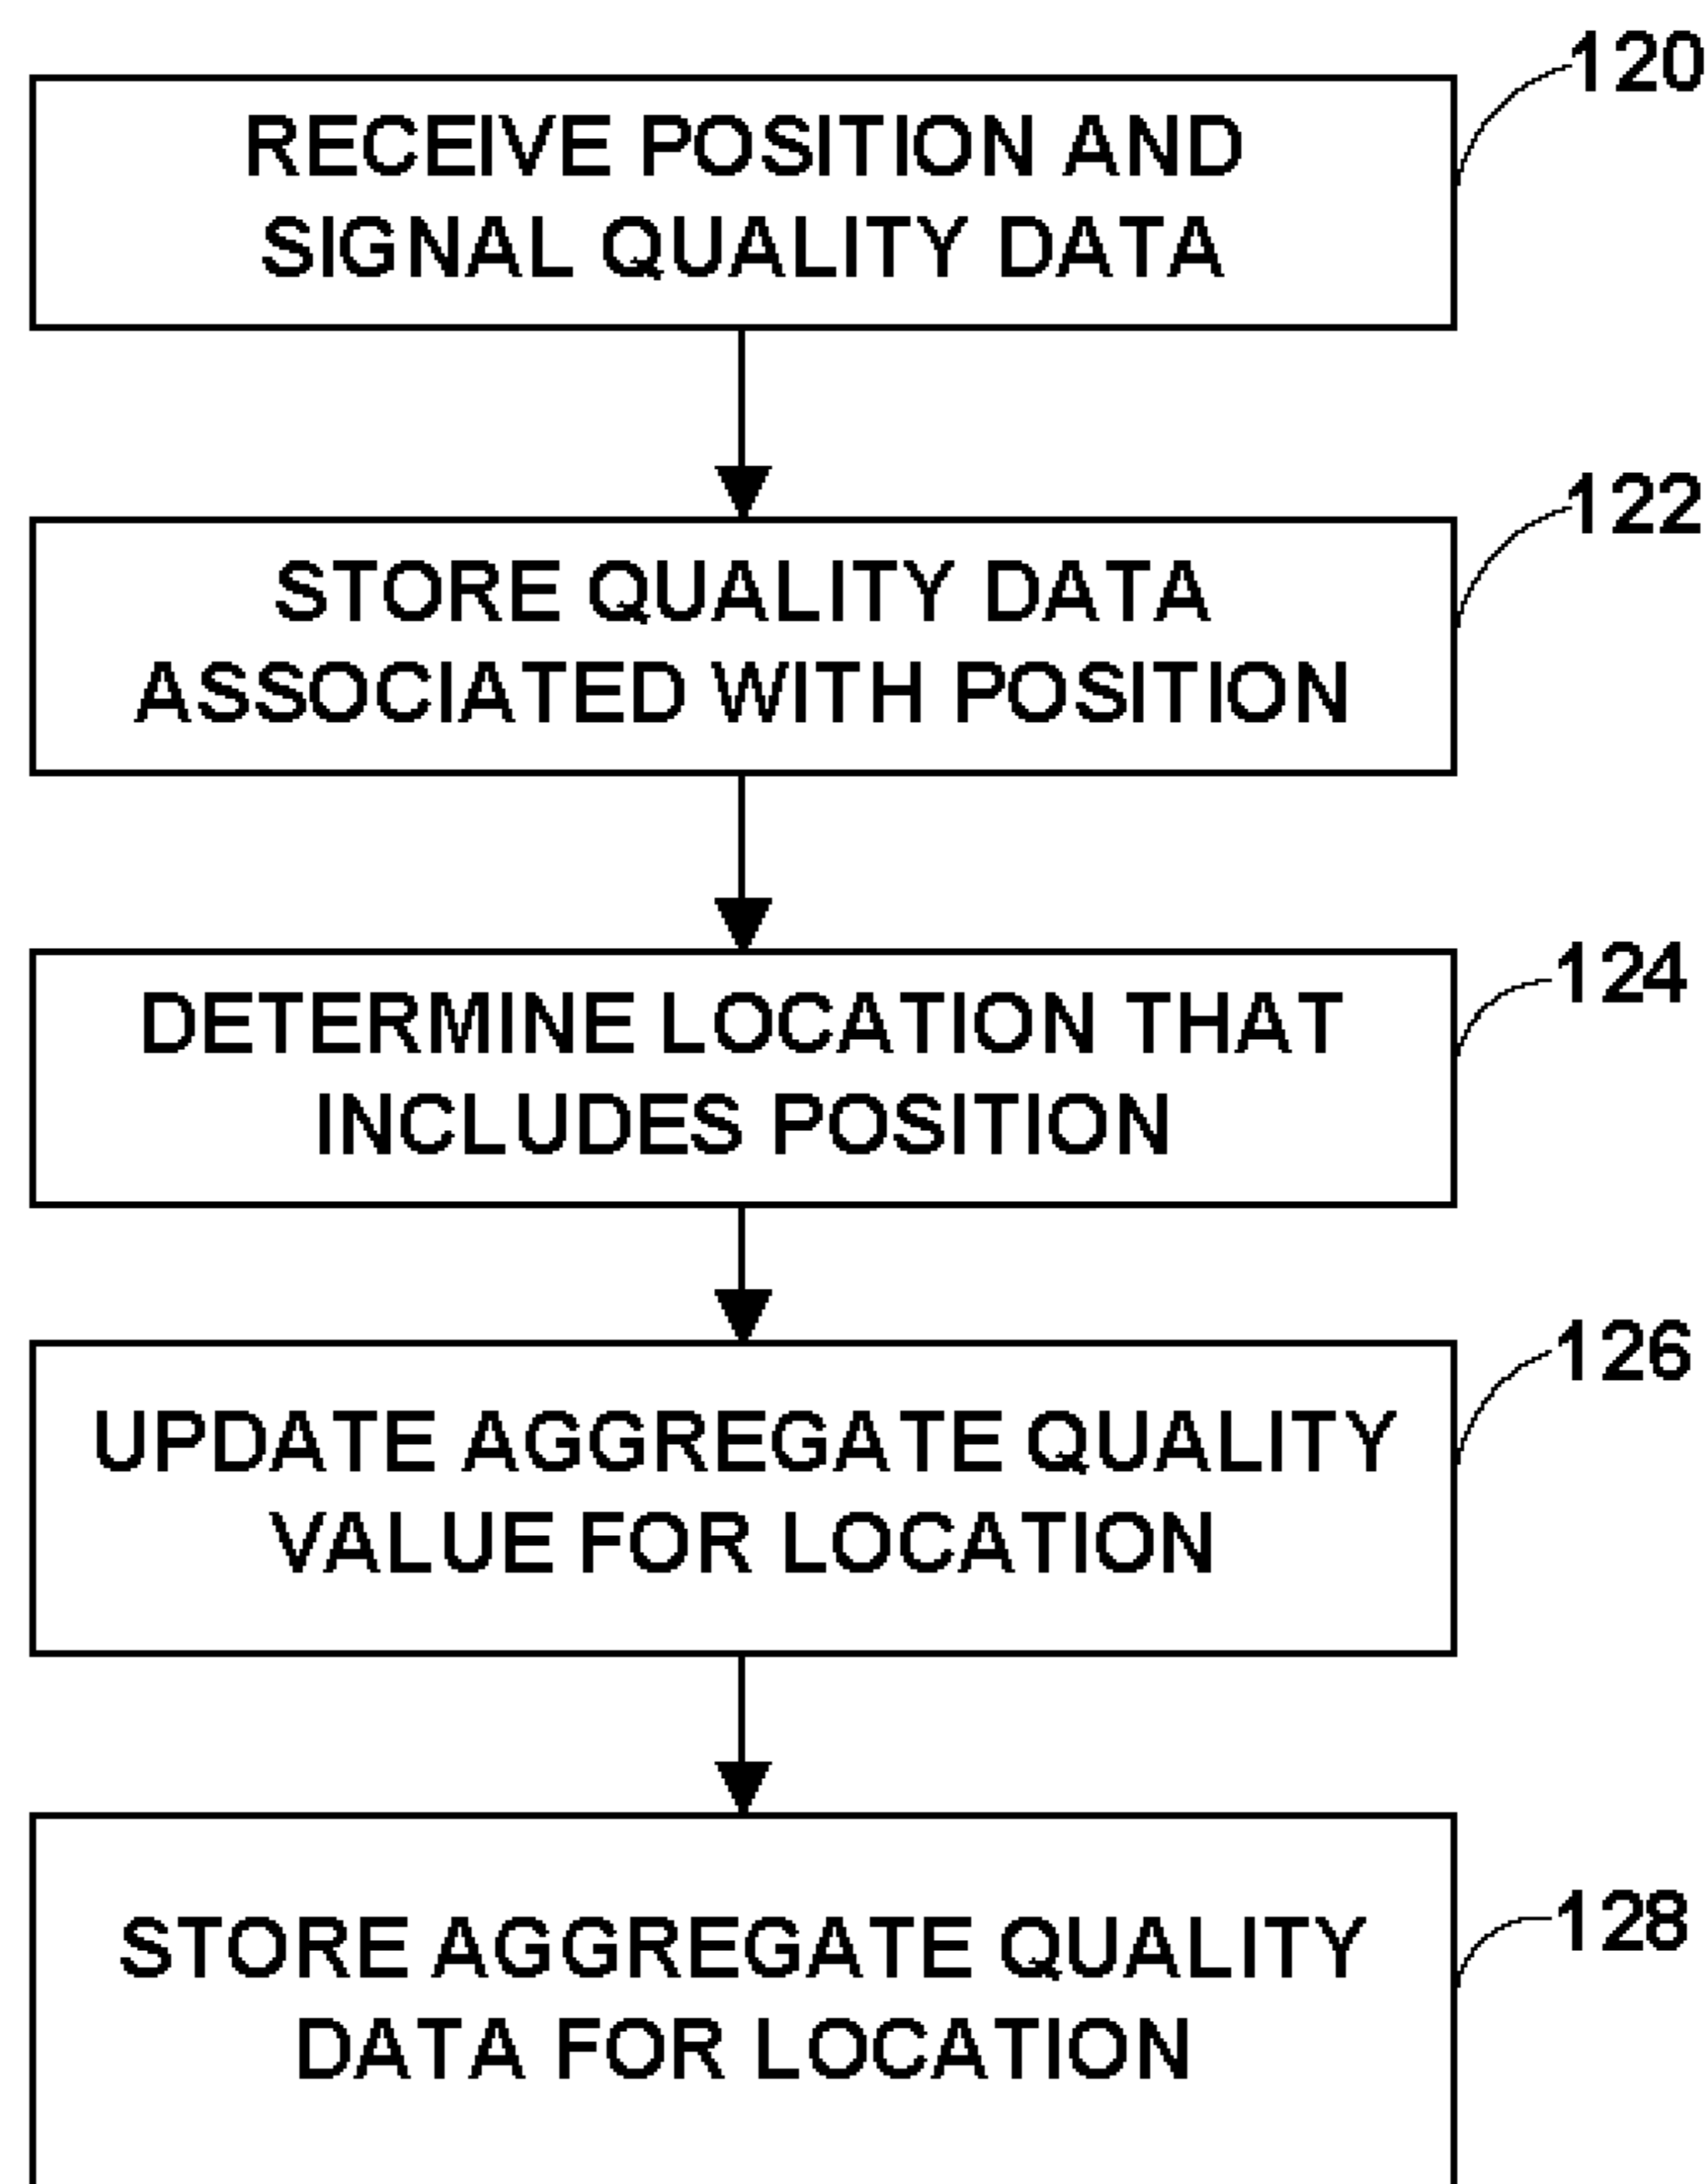 120
RECEIVE POSITION AND
SIGNAL QUALITY DATA
122
STORE QUALITY DATA
ASSOCIATED WITH POSITION
124
DETERMINE LOCATION THAT
INCLUDES POSITION
126
UPDATE AGGREGATE QUALITY
VALUE FOR LOCATION
128
STORE AGGREGATE QUALITY
DATA FOR LOCATION